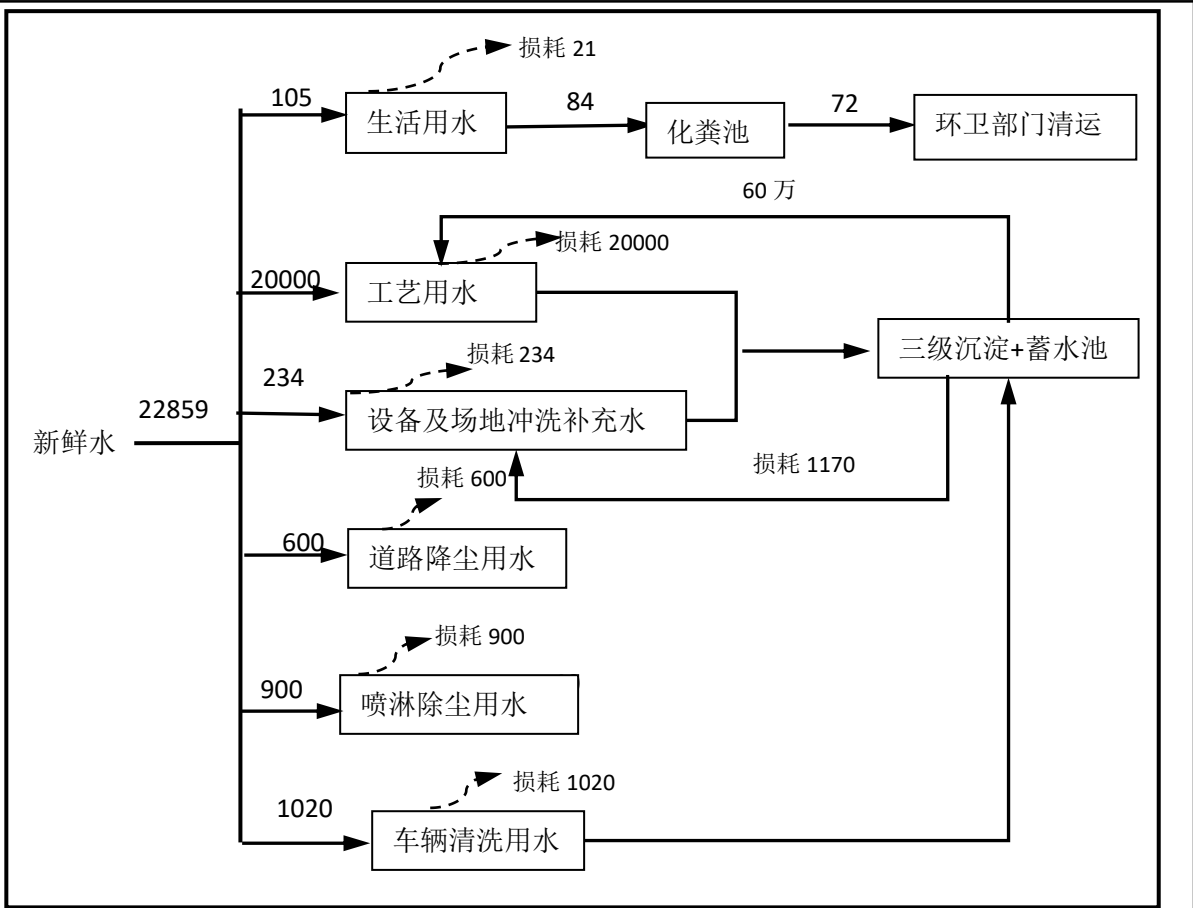 损耗 21
105
生活用水
84
化粪池
72
环卫部门清运
60 万
损耗 20000
20000
工艺用水
三级沉淀+蓄水池
损耗 234
234
设备及场地冲洗补充水
22859
新鲜水
损耗 1170
损耗 600
600
道路降尘用水
损耗 900
900
喷淋除尘用水
损耗 1020
1020
车辆清洗用水